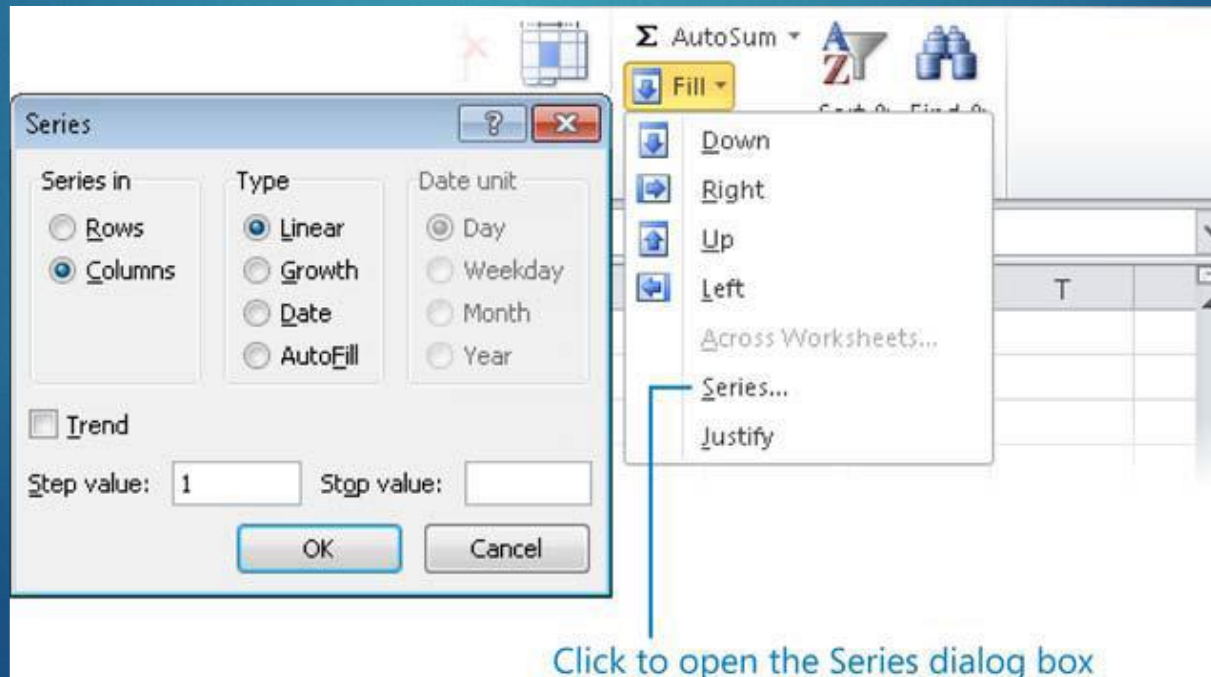 Σ AutoSum
Fill
Down
Right
Up
Left
Across Worksheets...
Series...
Justify
T
Series
Series in
Rows
Columns
Type
Linear
Growth
Date
AutoFill
Date unit
Day
Weekday
Month
Year
Trend
Step value: 1 Stop value:
OK Cancel
Click to open the Series dialog box